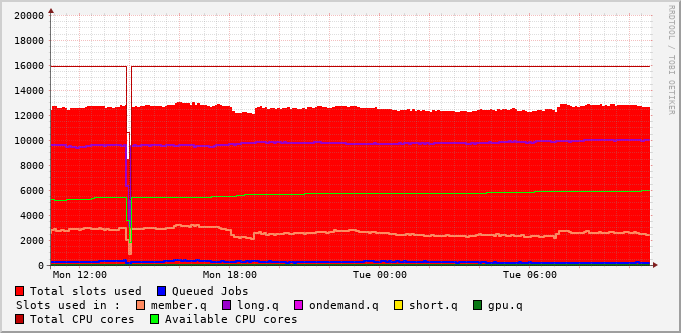 RRDTOOL / TOBI OETIKER
20000
18000
16000
14000
12000
10000
8000
6000
4000
2000
0
Mon 12:00 Mon 18:00 Tue 00:00 Tue 06:00
Total slots used Queued Jobs
Slots used in : member.q long.q ondemand.q short.q gpu.q
Total CPU cores Available CPU cores